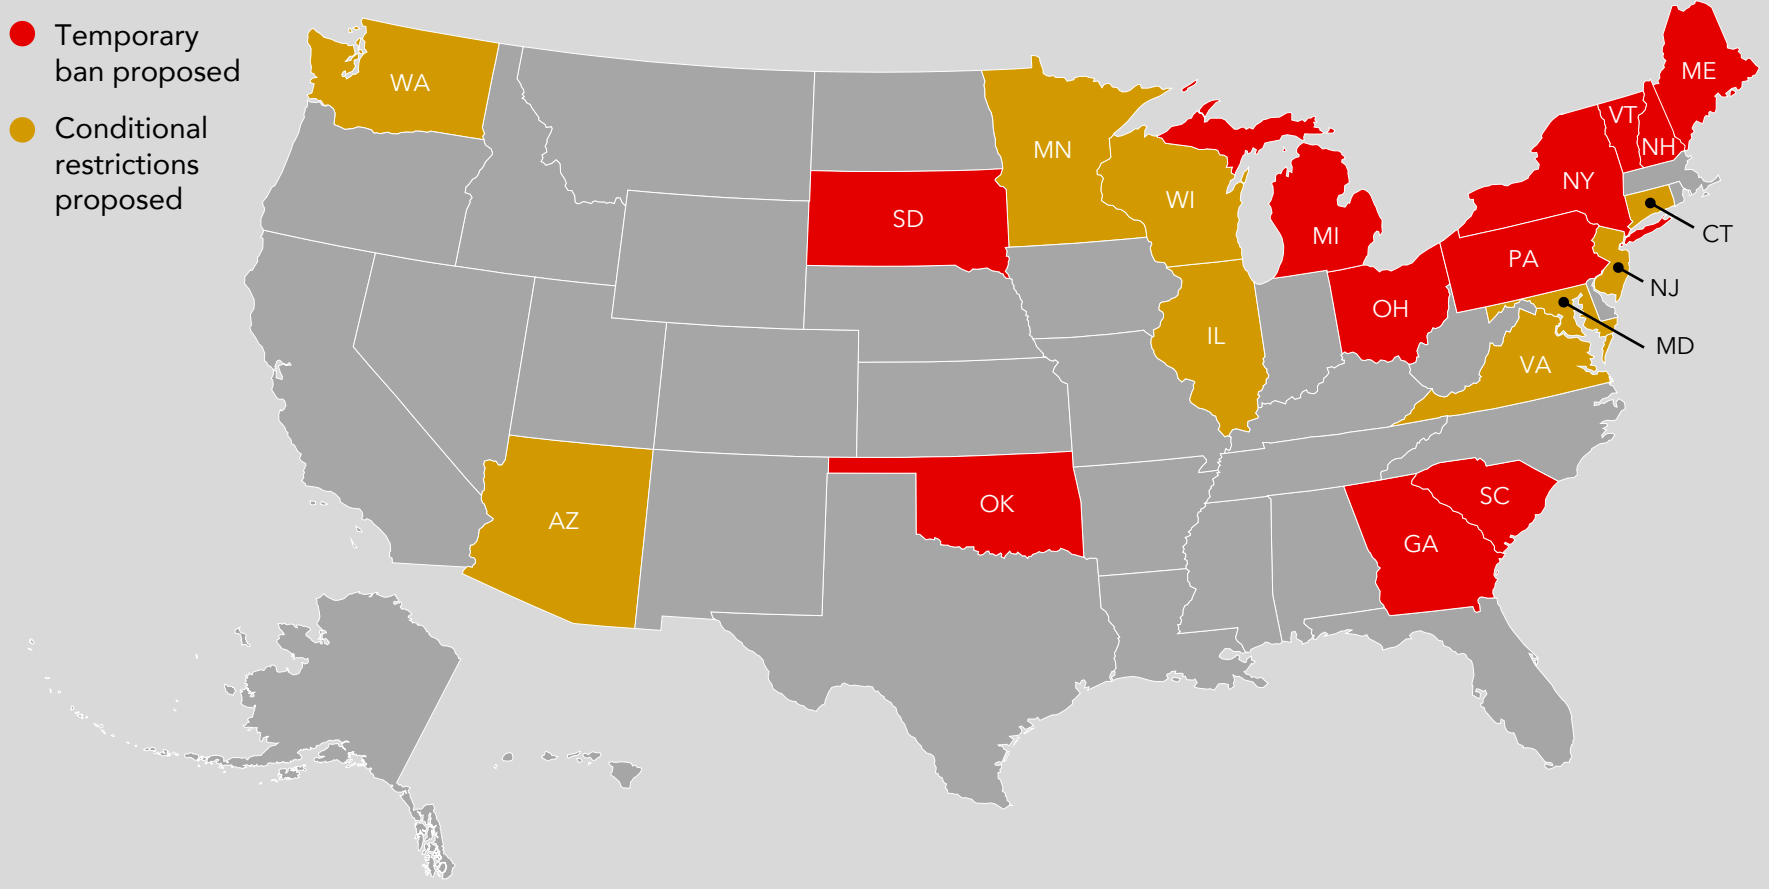 Temporary
ban proposed
Conditional
restrictions
proposed
WA
ME
VT
MN
NH
NY
WI
SD
CT
MI
PA
NJ
OH
IL
MD
VA
SC
OK
AZ
GA